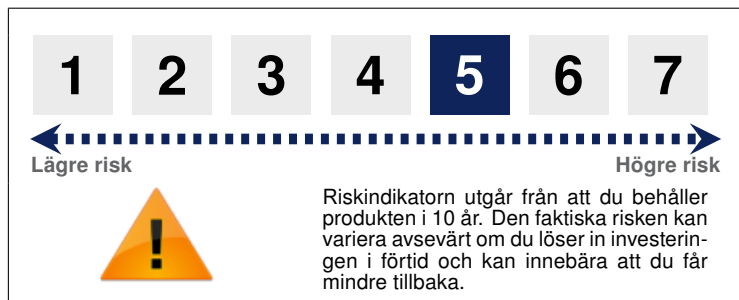 1 2 3 4 5 6 7
Lägre risk Högre risk
!
Riskindikatorn utgår från att du behåller
produkten i 10 år. Den faktiska risken kan
variera avsevärt om du löser in investerin-
gen i förtid och kan innebära att du får
mindre tillbaka.